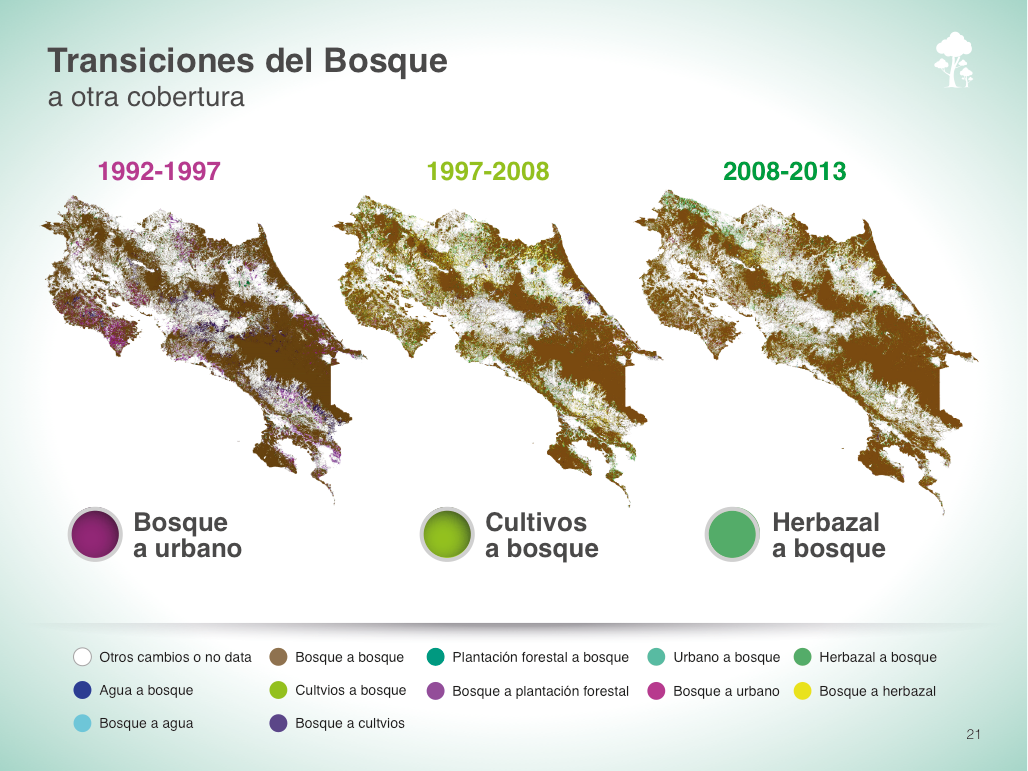 Transiciones del Bosque
a otra cobertura
1992-1997
1997-2008
2008-2013
Bosque
a urbano
Cultivos
a bosque
Herbazal
a bosque
Otros cambios o no data
Bosque a bosque
Plantación forestal a bosque
Urbano a bosque
Herbazal a bosque
Agua a bosque
Cultvios a bosque
Bosque a plantación forestal
Bosque a urbano
Bosque a herbazal
Bosque a agua
Bosque a cultvios
21